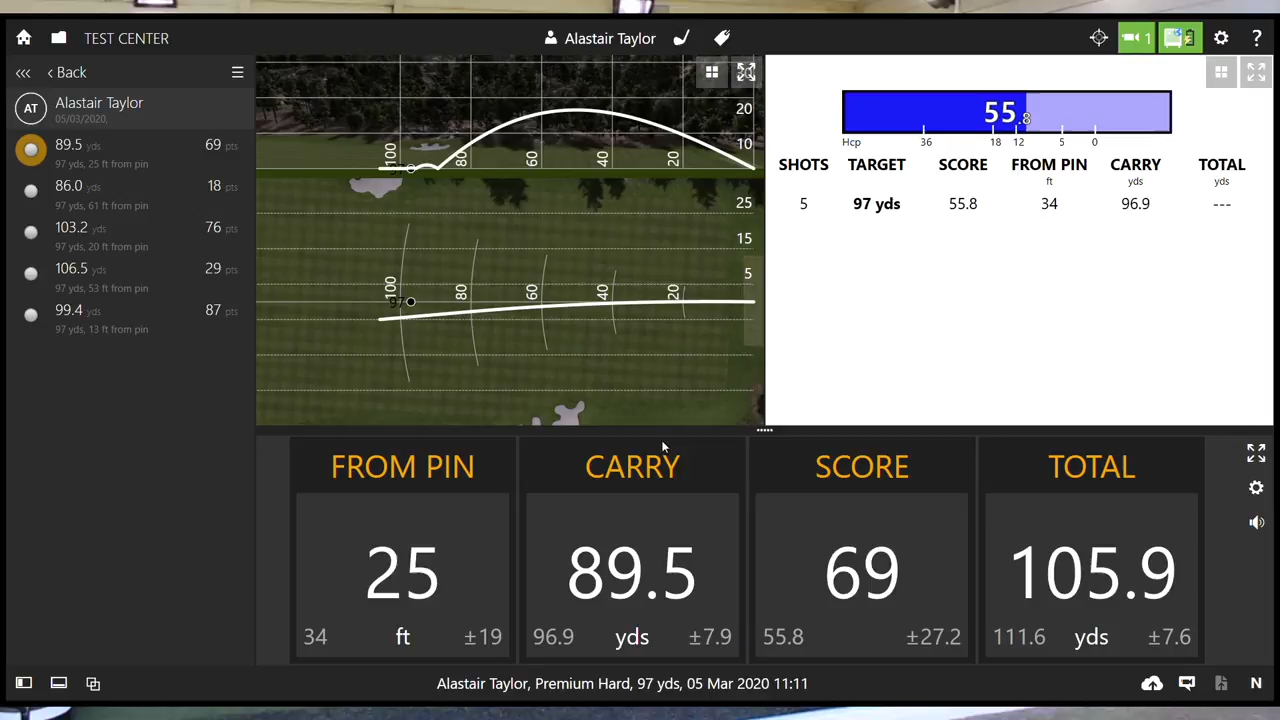 TEST CENTER
Alastair Taylor
1
?
Back
AT
Alastair Taylor
05/03/2020,
89.5 yds 69 pts
97 yds, 25 ft from pin
86.0 yds 18 pts
97 yds, 61 ft from pin
103.2 yds 76 pts
97 yds, 20 ft from pin
106.5 yds 29 pts
97 yds, 53 ft from pin
99.4 yds 87 pts
97 yds, 13 ft from pin
20
10
100 80 60 40 20
25
15
5
100 80 60 40 20
97
55.8
Hcp 36 18 12 5 0
SHOTS TARGET SCORE FROM PIN CARRY TOTAL
ft yds yds
5 97 yds 55.8 34 96.9 ---
FROM PIN CARRY SCORE TOTAL
25 89.5 69 105.9
34 ft ±19 96.9 yds ±7.9 55.8 ±27.2 111.6 yds ±7.6
Alastair Taylor, Premium Hard, 97 yds, 05 Mar 2020 11:11
N